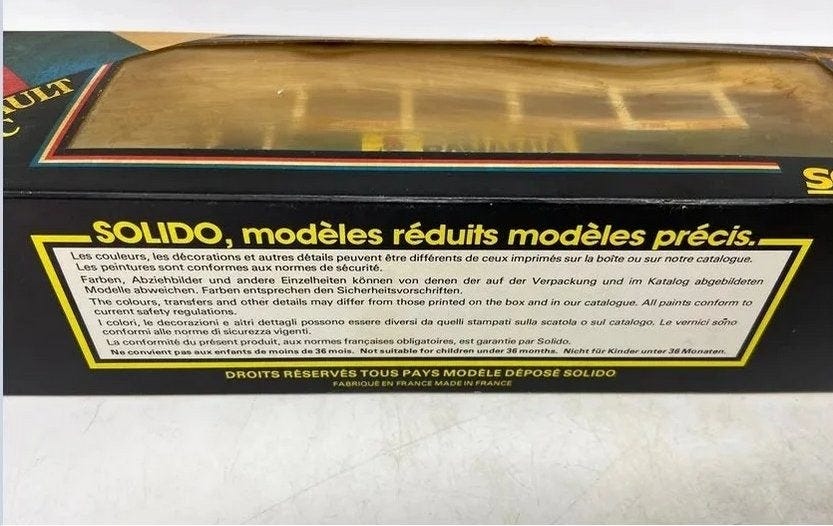 AULT
C
S
SOLIDO, modèles réduits modèles précis.
Les couleurs, les décorations et autres détails peuvent être différents de ceux imprimés sur la boîte ou sur notre catalogue.
Les peintures sont conformes aux normes de sécurité.
Farben, Abziehbilder und andere Einzelheiten können von denen der auf der Verpackung und im Katalog abgebildeten
Modelle abweichen. Farben entsprechen den Sicherheitsvorschriften.
The colours, transfers and other details may differ from those printed on the box and in our catalogue. All paints conform to
current safety regulations.
I colori, le decorazioni e altri dettagli possono essere diversi da quelli stampati sulla scatola o sul catalogo. Le vernici sono
conformi alle norme di sicurezza vigenti.
La conformité du présent produit, aux normes françaises obligatoires, est garantie par Solido.
Ne convient pas aux enfants de moins de 36 mois. Not suitable for children under 36 months. Nicht für Kinder unter 36 Monaten.
DROITS RÉSERVÉS TOUS PAYS MODÈLE DÉPOSÉ SOLIDO
FABRIQUÉ EN FRANCE MADE IN FRANCE